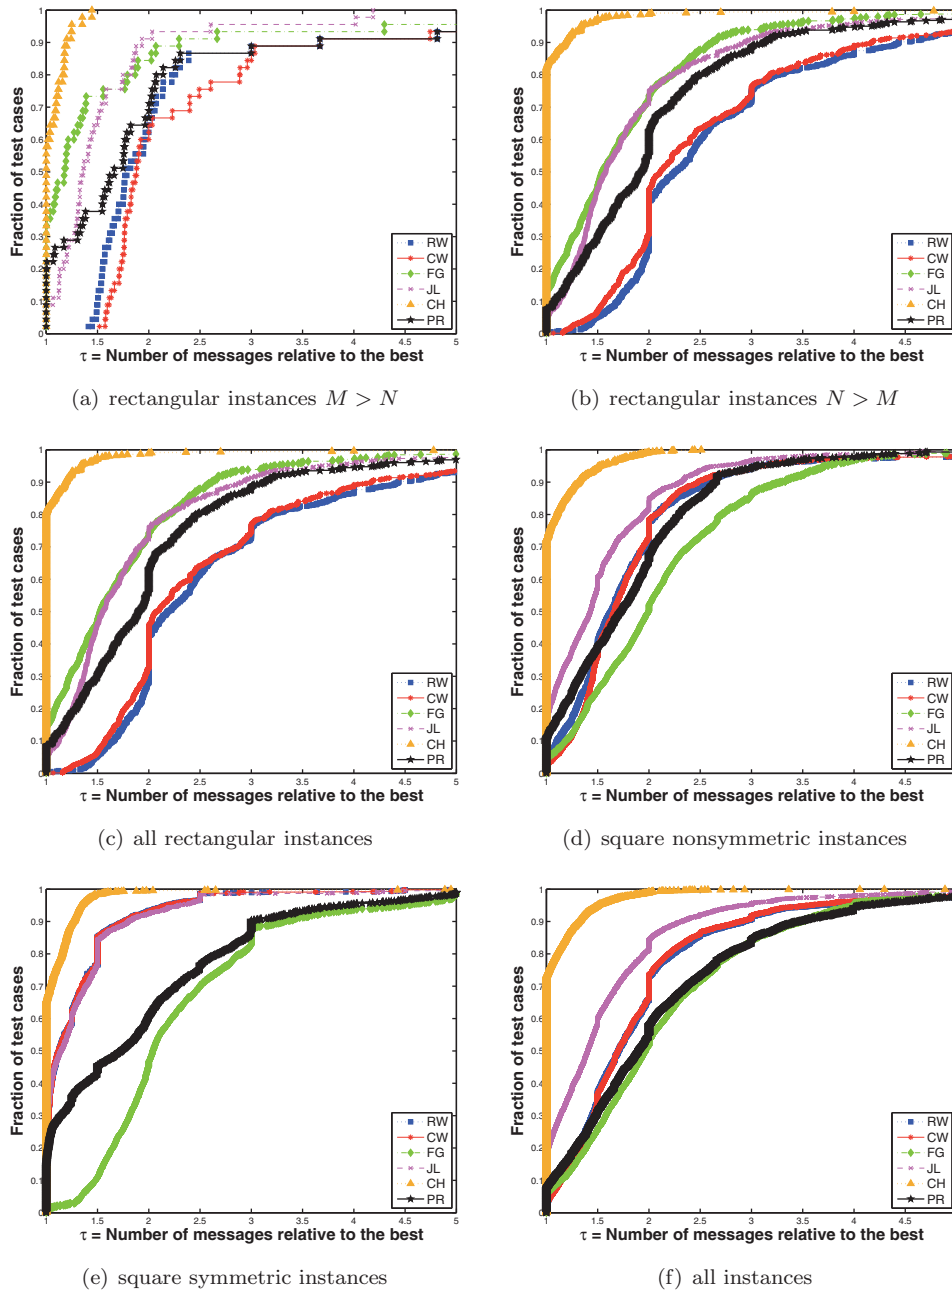 1
0.9
0.8
0.7
0.6
0.5
0.4
0.3
0.2
0.1
0
Fraction of test cases
RW
CW
FG
JL
CH
PR
1 1.5 2 2.5 3 3.5 4 4.5 5
τ = Number of messages relative to the best
(a) rectangular instances M > N
1
0.9
0.8
0.7
0.6
0.5
0.4
0.3
0.2
0.1
0
Fraction of test cases
RW
CW
FG
JL
CH
PR
1 1.5 2 2.5 3 3.5 4 4.5
τ = Number of messages relative to the best
(b) rectangular instances N > M
1
0.9
0.8
0.7
0.6
0.5
0.4
0.3
0.2
0.1
0
Fraction of test cases
RW
CW
FG
JL
CH
PR
1 1.5 2 2.5 3 3.5 4 4.5 5
τ = Number of messages relative to the best
(c) all rectangular instances
1
0.9
0.8
0.7
0.6
0.5
0.4
0.3
0.2
0.1
0
Fraction of test cases
RW
CW
FG
JL
CH
PR
1 1.5 2 2.5 3 3.5 4 4.5
τ = Number of messages relative to the best
(d) square nonsymmetric instances
1
0.9
0.8
0.7
0.6
0.5
0.4
0.3
0.2
0.1
0
Fraction of test cases
RW
CW
FG
JL
CH
PR
1 1.5 2 2.5 3 3.5 4 4.5 5
τ = Number of messages relative to the best
(e) square symmetric instances
1
0.9
0.8
0.7
0.6
0.5
0.4
0.3
0.2
0.1
0
Fraction of test cases
RW
CW
FG
JL
CH
PR
1 1.5 2 2.5 3 3.5 4 4.5
τ = Number of messages relative to the best
(f) all instances